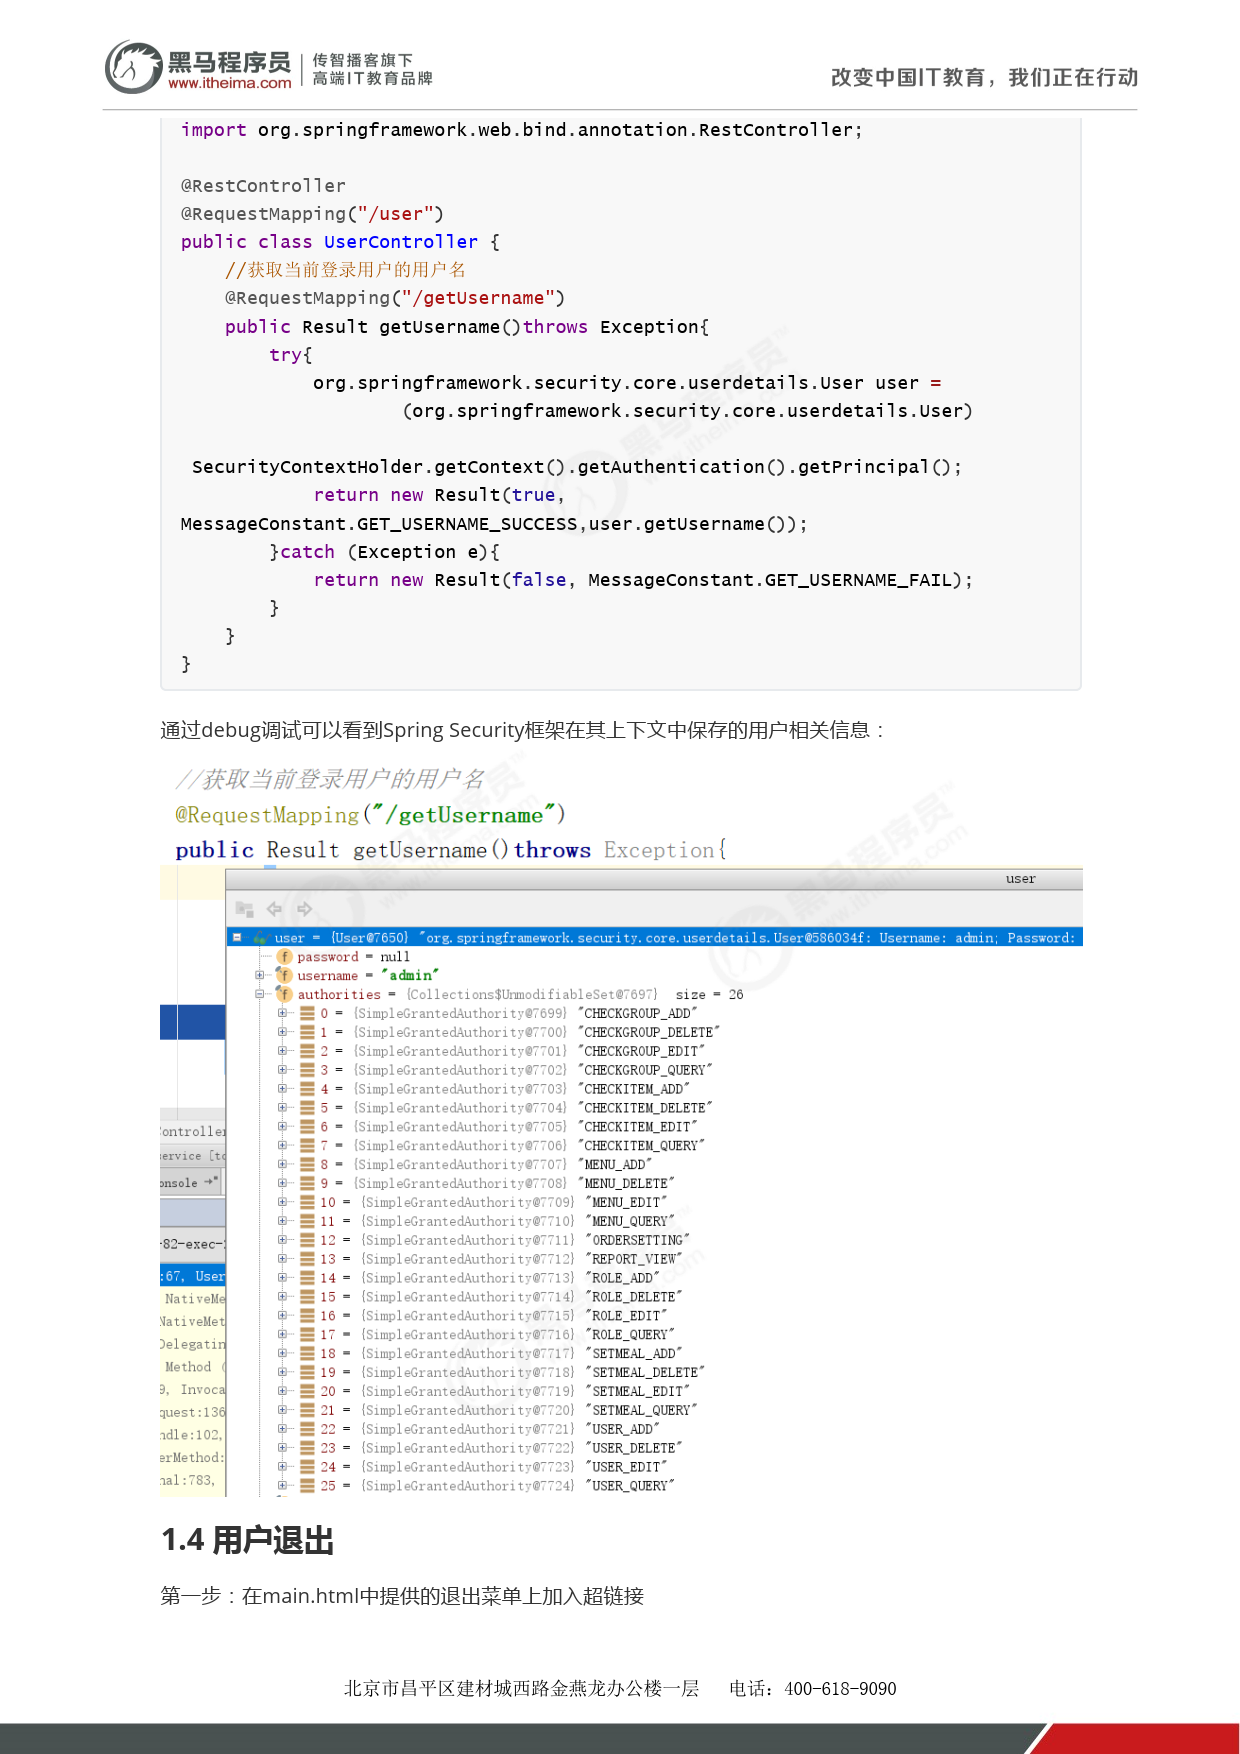 黑马程序员 传智播客旗下
www.itheima.com 高端IT教育品牌
改变中国IT教育，我们正在行动
import org.springframework.web.bind.annotation.RestController;
@RestController
@RequestMapping("/user")
public class UserController {
//获取当前登录用户的用户名
@RequestMapping("/getUsername")
public Result getUsername()throws Exception{
try{
org.springframework.security.core.userdetails.User user =
(org.springframework.security.core.userdetails.User)
SecurityContextHolder.getContext().getAuthentication().getPrincipal();
return new Result(true,
MessageConstant.GET_USERNAME_SUCCESS,user.getUsername());
}catch (Exception e){
return new Result(false, MessageConstant.GET_USERNAME_FAIL);
}
}
}
通过debug调试可以看到Spring Security框架在其上下文中保存的用户相关信息：
//获取当前登录用户的用户名
@RequestMapping("/getUsername")
public Result getUsername()throws Exception{
user
user = {User@7650} "org.springframework.security.core.userdetails.User@586034f: Username: admin; Password:
password = null
username = "admin"
authorities = {Collections$UnmodifiableSet@7697} size = 26
0 = {SimpleGrantedAuthority@7699} "CHECKGROUP_ADD"
1 = {SimpleGrantedAuthority@7700} "CHECKGROUP_DELETE"
2 = {SimpleGrantedAuthority@7701} "CHECKGROUP_EDIT"
3 = {SimpleGrantedAuthority@7702} "CHECKGROUP_QUERY"
4 = {SimpleGrantedAuthority@7703} "CHECKITEM_ADD"
5 = {SimpleGrantedAuthority@7704} "CHECKITEM_DELETE"
6 = {SimpleGrantedAuthority@7705} "CHECKITEM_EDIT"
7 = {SimpleGrantedAuthority@7706} "CHECKITEM_QUERY"
8 = {SimpleGrantedAuthority@7707} "MENU_ADD"
9 = {SimpleGrantedAuthority@7708} "MENU_DELETE"
10 = {SimpleGrantedAuthority@7709} "MENU_EDIT"
11 = {SimpleGrantedAuthority@7710} "MENU_QUERY"
12 = {SimpleGrantedAuthority@7711} "ORDERSETTING"
13 = {SimpleGrantedAuthority@7712} "REPORT_VIEW"
14 = {SimpleGrantedAuthority@7713} "ROLE_ADD"
15 = {SimpleGrantedAuthority@7714} "ROLE_DELETE"
16 = {SimpleGrantedAuthority@7715} "ROLE_EDIT"
17 = {SimpleGrantedAuthority@7716} "ROLE_QUERY"
18 = {SimpleGrantedAuthority@7717} "SETMEAL_ADD"
19 = {SimpleGrantedAuthority@7718} "SETMEAL_DELETE"
20 = {SimpleGrantedAuthority@7719} "SETMEAL_EDIT"
21 = {SimpleGrantedAuthority@7720} "SETMEAL_QUERY"
22 = {SimpleGrantedAuthority@7721} "USER_ADD"
23 = {SimpleGrantedAuthority@7722} "USER_DELETE"
24 = {SimpleGrantedAuthority@7723} "USER_EDIT"
25 = {SimpleGrantedAuthority@7724} "USER_QUERY"
ontroller
ervice [to
onsole
-82-exec-
:67, User
NativeMe
NativeMet
Delegatin
Method (
9, Invoca
quest:136
ndle:102,
erMethod:
nal:783,
1.4 用户退出
第一步：在main.html中提供的退出菜单上加入超链接
北京市昌平区建材城西路金燕龙办公楼一层 电话：400-618-9090